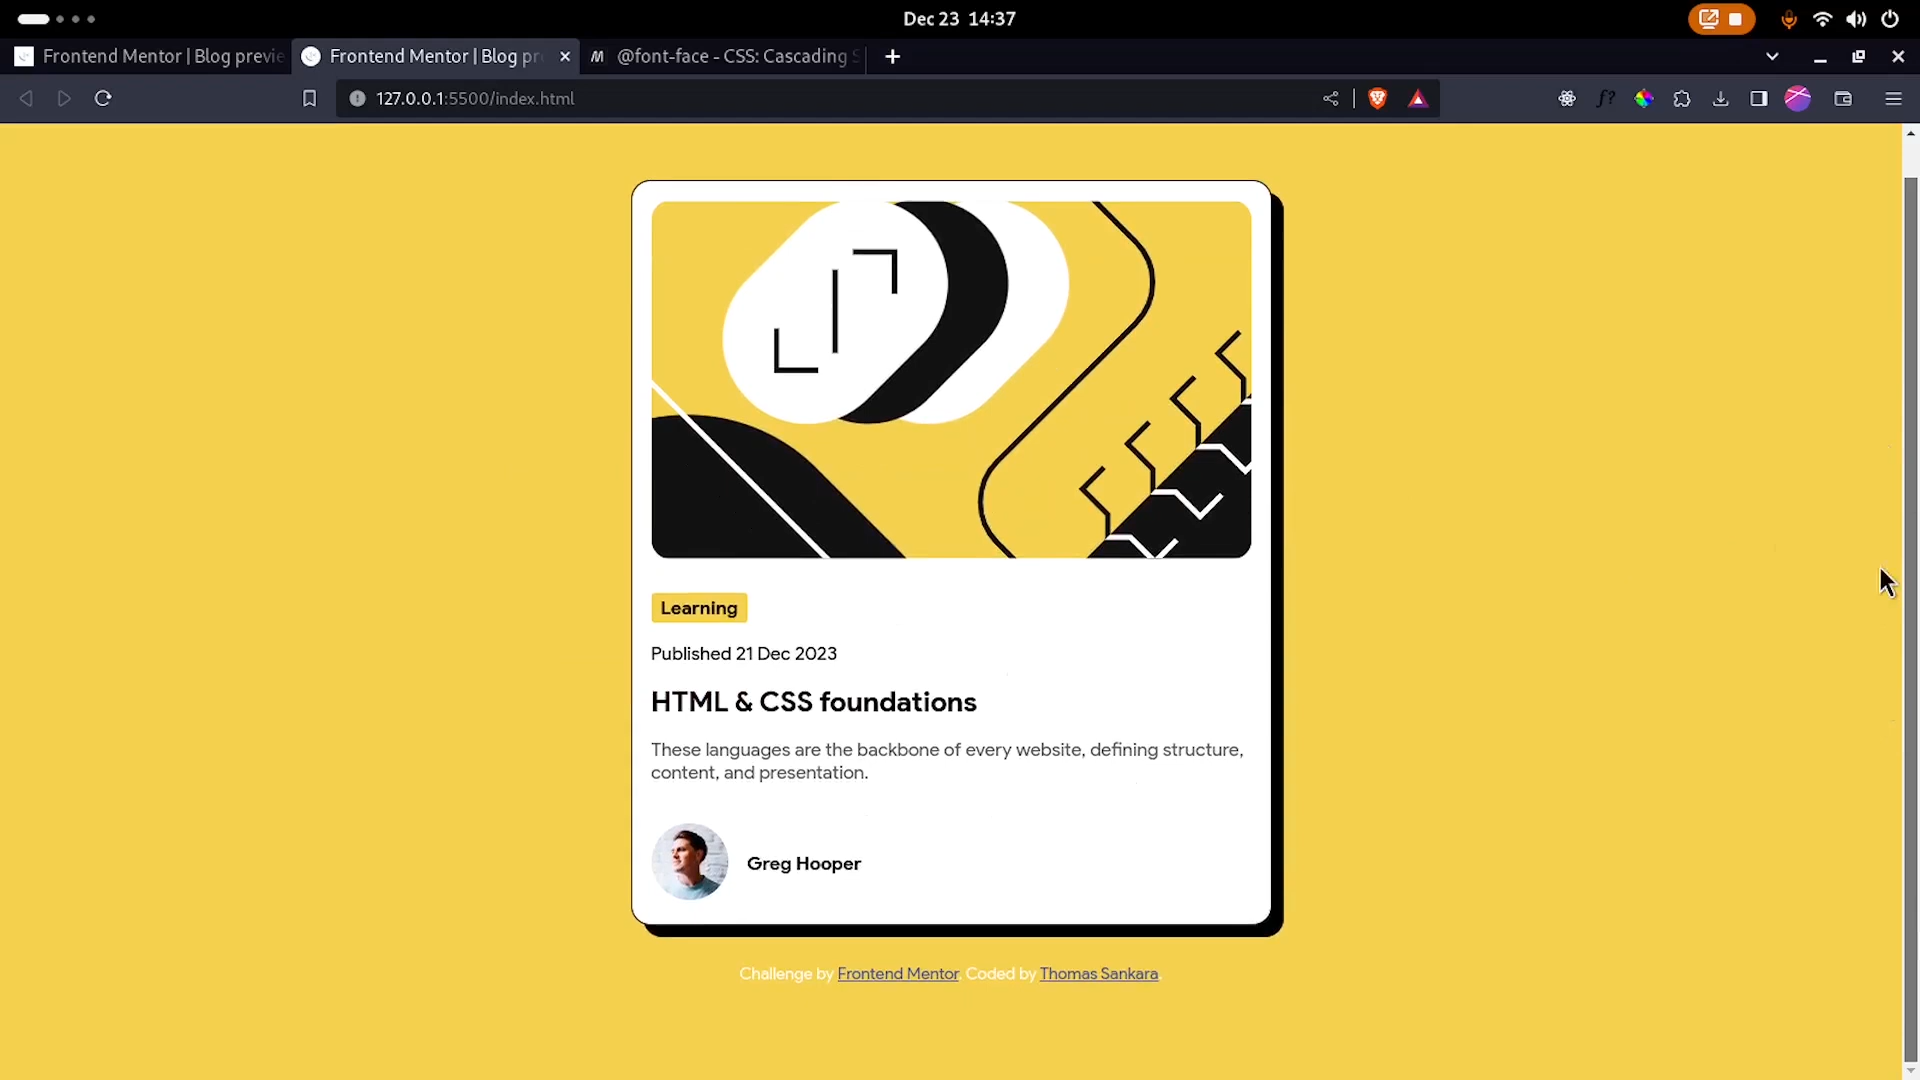 Dec 23 14:37
Frontend Mentor | Blog previe
Frontend Mentor | Blog pr
@font-face - CSS: Cascading S
127.0.0.1:5500/index.html
Learning
Published 21 Dec 2023
HTML & CSS foundations
These languages are the backbone of every website, defining structure,
content, and presentation.
Greg Hooper
Challenge by Frontend Mentor. Coded by Thomas Sankara.